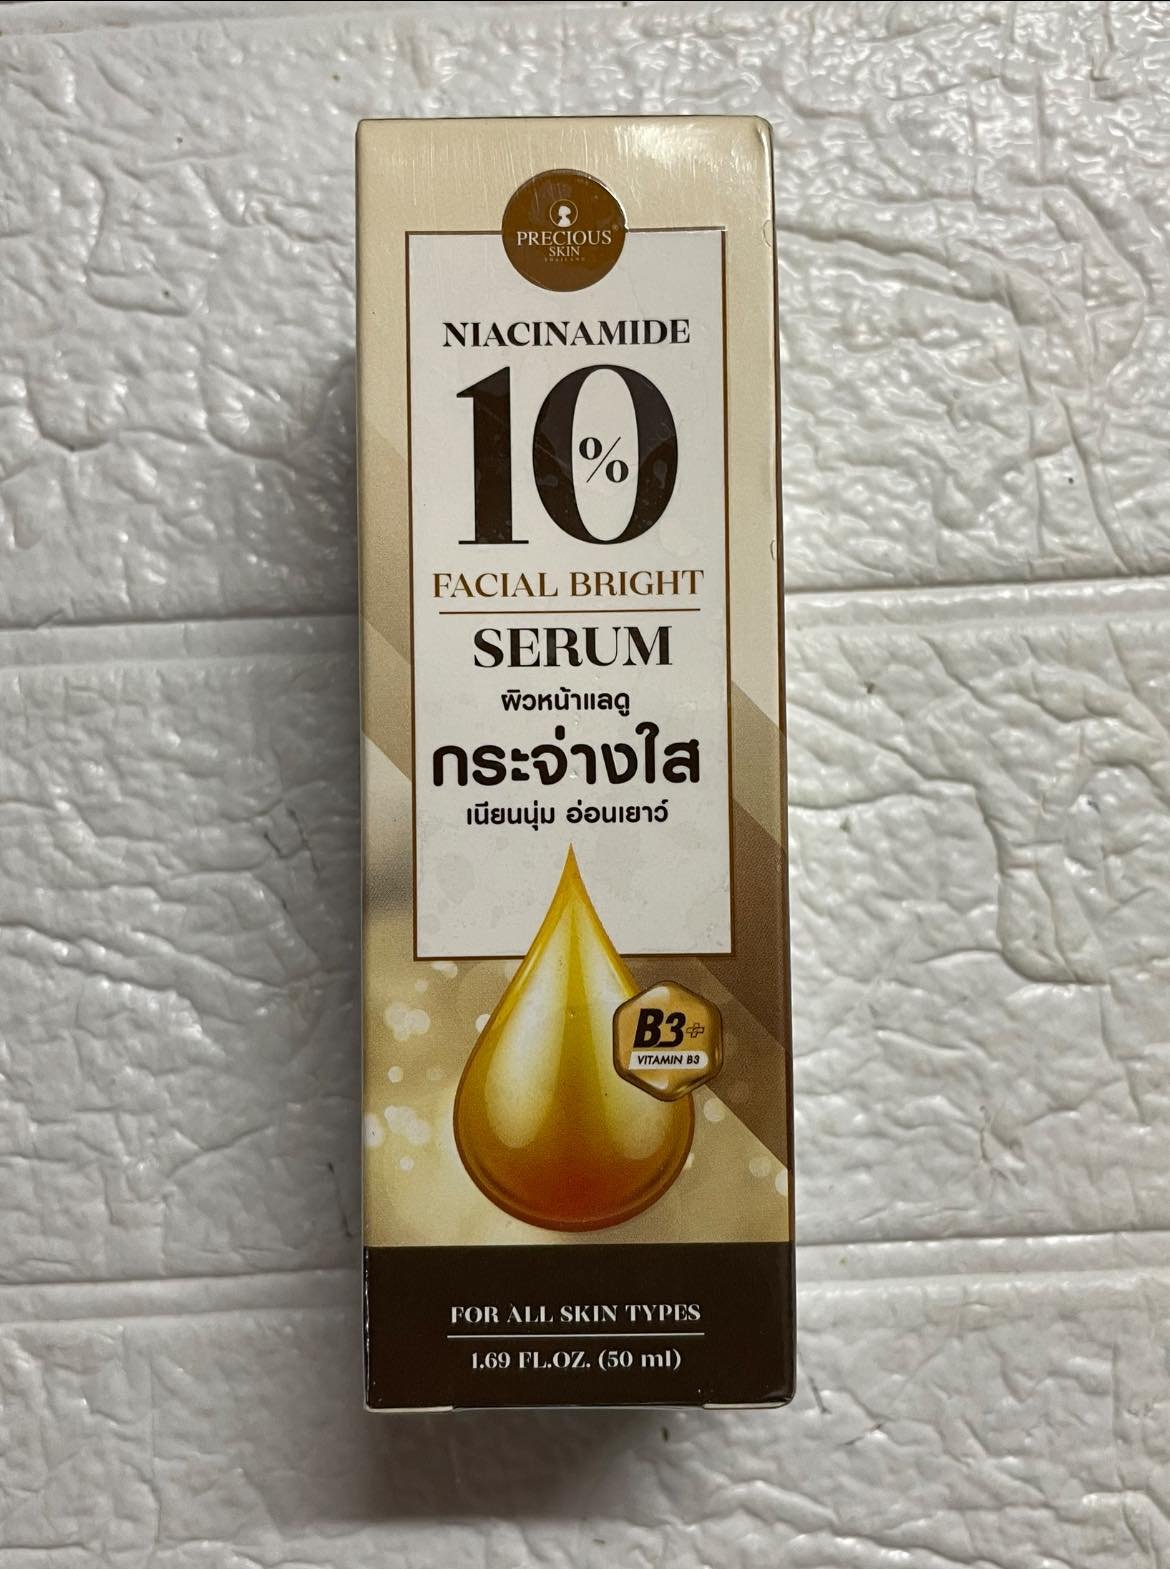 PRECIOUS
SKIN
THAILAND
NIACINAMIDE
10%
FACIAL BRIGHT
SERUM
ผิวหน้าแลดู
กระจ่างใส
เนียนนุ่ม อ่อนเยาว์
B3+
VITAMIN B3
FOR ALL SKIN TYPES
1.69 FL.OZ. (50 ml)